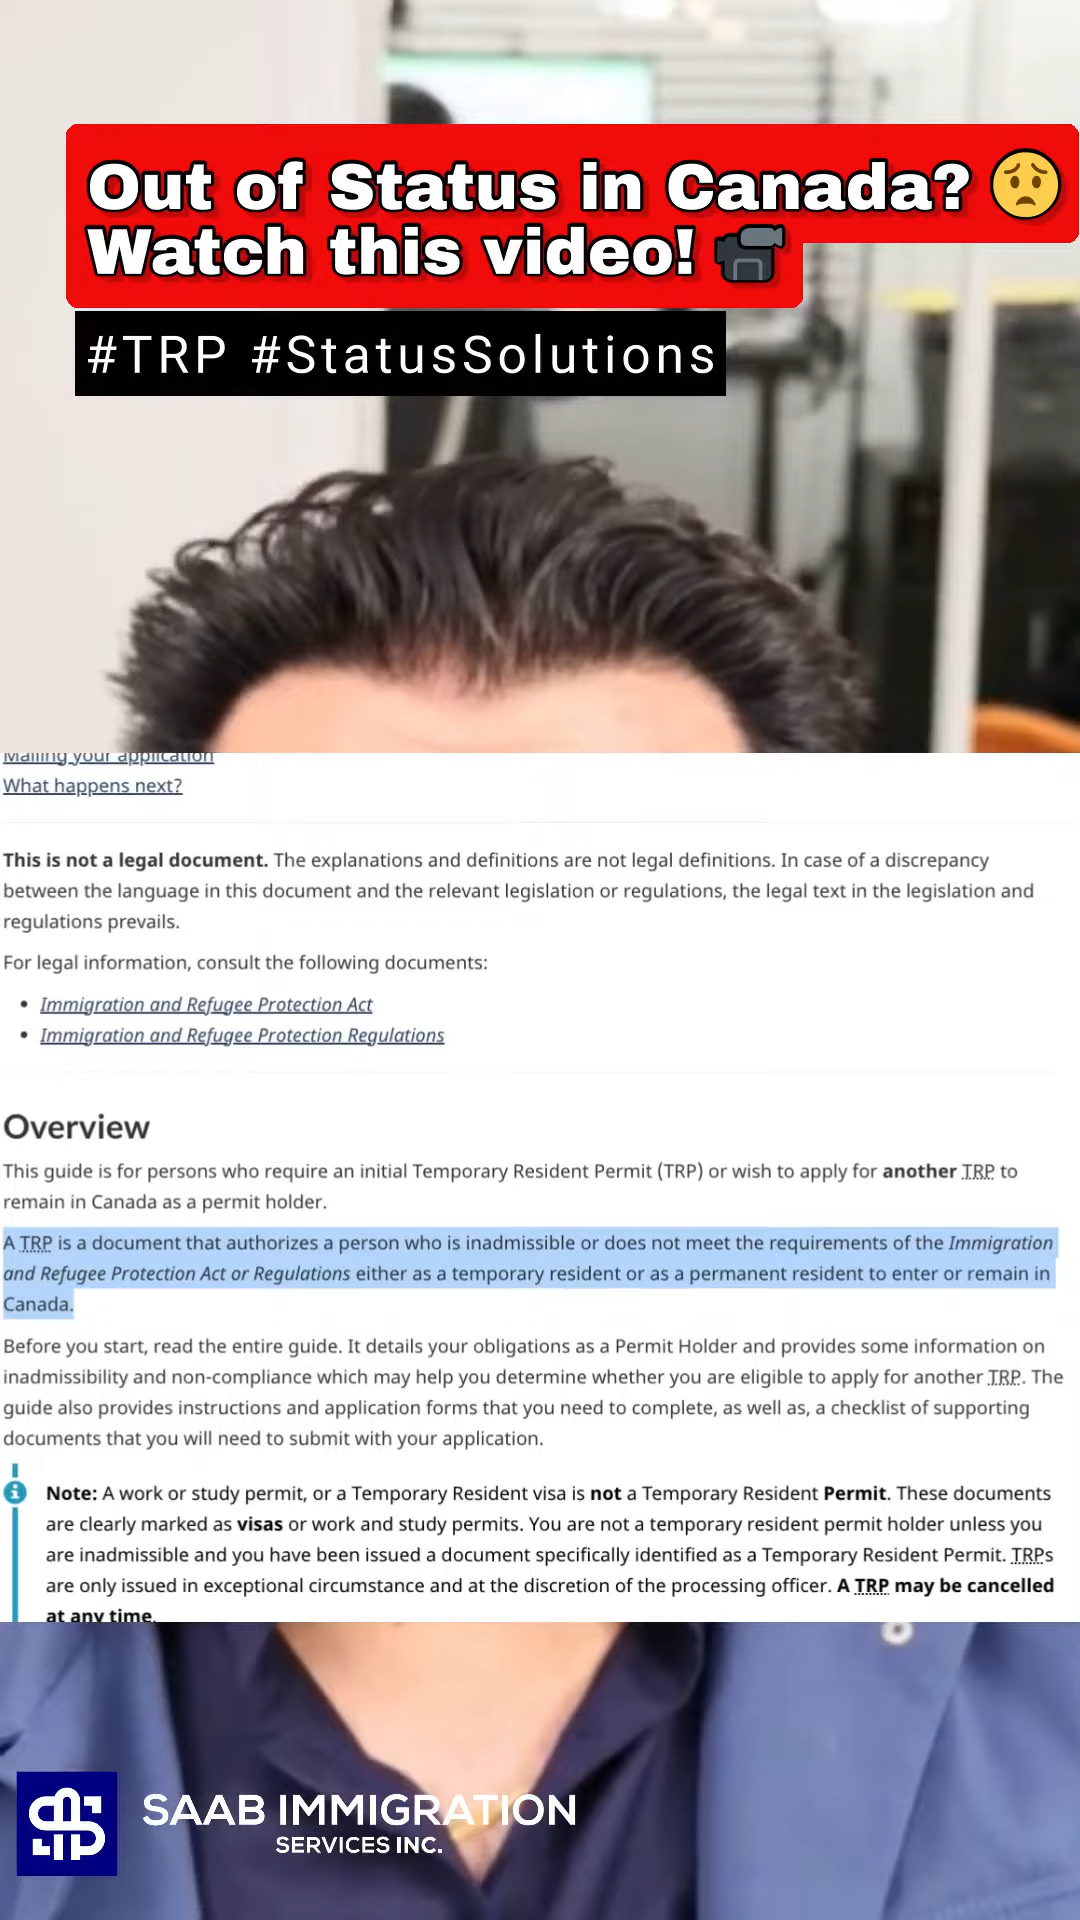 Out of Status in Canada? 😟
Watch this video! 🎥
#TRP #StatusSolutions
Mailing your application
What happens next?
This is not a legal document. The explanations and definitions are not legal definitions. In case of a discrepancy
between the language in this document and the relevant legislation or regulations, the legal text in the legislation and
regulations prevails.
For legal information, consult the following documents:
• Immigration and Refugee Protection Act
• Immigration and Refugee Protection Regulations
Overview
This guide is for persons who require an initial Temporary Resident Permit (TRP) or wish to apply for another TRP to
remain in Canada as a permit holder.
A TRP is a document that authorizes a person who is inadmissible or does not meet the requirements of the Immigration
and Refugee Protection Act or Regulations either as a temporary resident or as a permanent resident to enter or remain in
Canada.
Before you start, read the entire guide. It details your obligations as a Permit Holder and provides some information on
inadmissibility and non-compliance which may help you determine whether you are eligible to apply for another TRP. The
guide also provides instructions and application forms that you need to complete, as well as, a checklist of supporting
documents that you will need to submit with your application.
Note: A work or study permit, or a Temporary Resident visa is not a Temporary Resident Permit. These documents
are clearly marked as visas or work and study permits. You are not a temporary resident permit holder unless you
are inadmissible and you have been issued a document specifically identified as a Temporary Resident Permit. TRPs
are only issued in exceptional circumstance and at the discretion of the processing officer. A TRP may be cancelled
at any time.
SAAB IMMIGRATION
SERVICES INC.